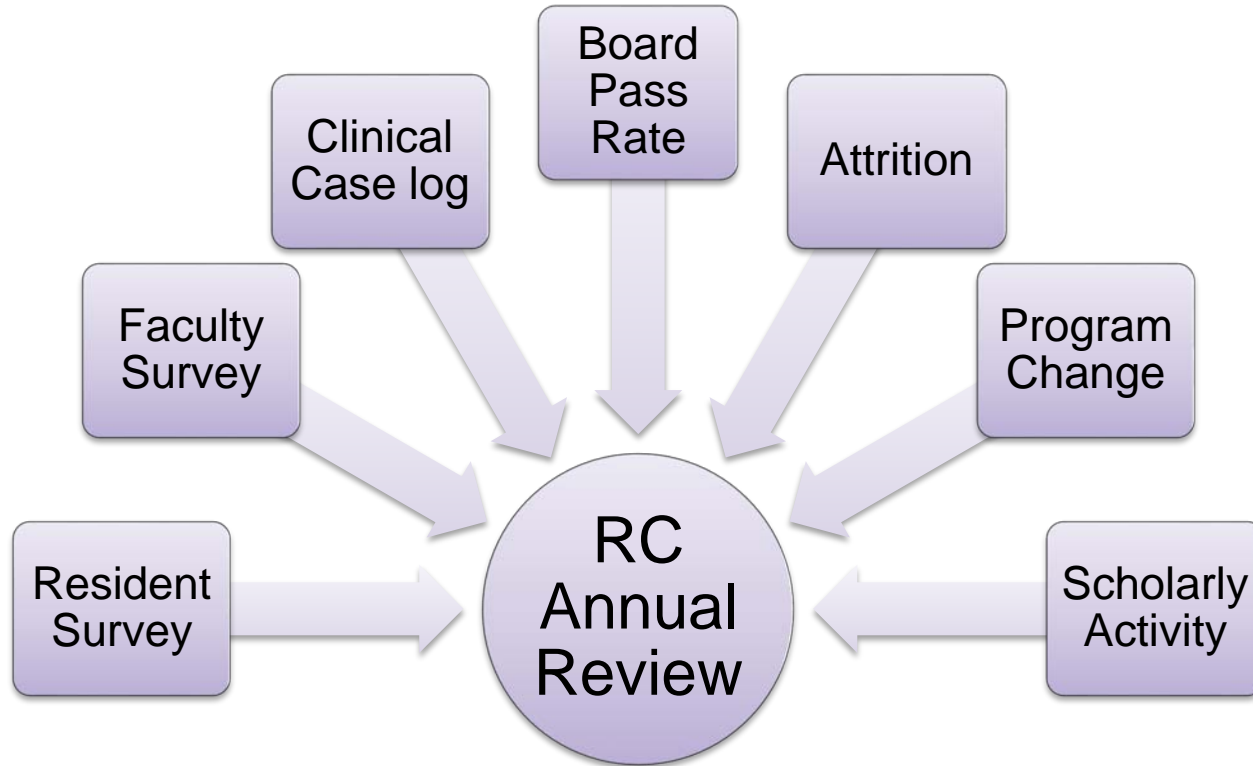 Board
Pass
Rate
Clinical
Case log
Attrition
Faculty
Survey
Program
Change
Resident
Survey
RC
Annual
Review
Scholarly
Activity